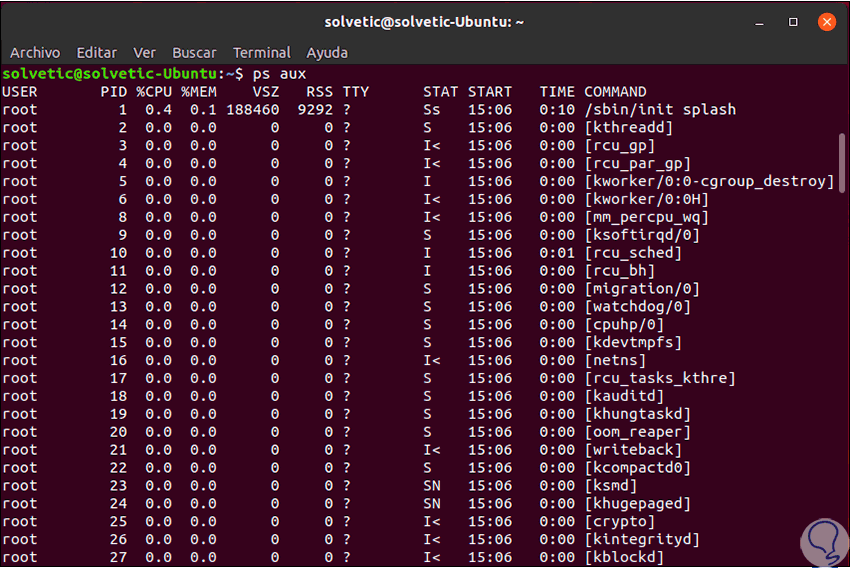 solvetic@solvetic-Ubuntu: ~
Archivo Editar Ver Buscar Terminal Ayuda
solvetic@solvetic-Ubuntu:~$ ps aux
USER PID %CPU %MEM VSZ RSS TTY STAT START TIME COMMAND
root 1 0.4 0.1 188460 9292 ? Ss 15:06 0:10 /sbin/init splash
root 2 0.0 0.0 0 0 ? S 15:06 0:00 [kthreadd]
root 3 0.0 0.0 0 0 ? I< 15:06 0:00 [rcu_gp]
root 4 0.0 0.0 0 0 ? I< 15:06 0:00 [rcu_par_gp]
root 5 0.0 0.0 0 0 ? I 15:06 0:00 [kworker/0:0-cgroup_destroy]
root 6 0.0 0.0 0 0 ? I< 15:06 0:00 [kworker/0:0H]
root 8 0.0 0.0 0 0 ? I< 15:06 0:00 [mm_percpu_wq]
root 9 0.0 0.0 0 0 ? S 15:06 0:00 [ksoftirqd/0]
root 10 0.0 0.0 0 0 ? I 15:06 0:01 [rcu_sched]
root 11 0.0 0.0 0 0 ? I 15:06 0:00 [rcu_bh]
root 12 0.0 0.0 0 0 ? S 15:06 0:00 [migration/0]
root 13 0.0 0.0 0 0 ? S 15:06 0:00 [watchdog/0]
root 14 0.0 0.0 0 0 ? S 15:06 0:00 [cpuhp/0]
root 15 0.0 0.0 0 0 ? S 15:06 0:00 [kdevtmpfs]
root 16 0.0 0.0 0 0 ? I< 15:06 0:00 [netns]
root 17 0.0 0.0 0 0 ? S 15:06 0:00 [rcu_tasks_kthre]
root 18 0.0 0.0 0 0 ? S 15:06 0:00 [kauditd]
root 19 0.0 0.0 0 0 ? S 15:06 0:00 [khungtaskd]
root 20 0.0 0.0 0 0 ? S 15:06 0:00 [oom_reaper]
root 21 0.0 0.0 0 0 ? I< 15:06 0:00 [writeback]
root 22 0.0 0.0 0 0 ? S 15:06 0:00 [kcompactd0]
root 23 0.0 0.0 0 0 ? SN 15:06 0:00 [ksmd]
root 24 0.0 0.0 0 0 ? SN 15:06 0:00 [khugepaged]
root 25 0.0 0.0 0 0 ? I< 15:06 0:00 [crypto]
root 26 0.0 0.0 0 0 ? I< 15:06 0:00 [kintegrityd]
root 27 0.0 0.0 0 0 ? I< 15:06 0:00 [kblockd]